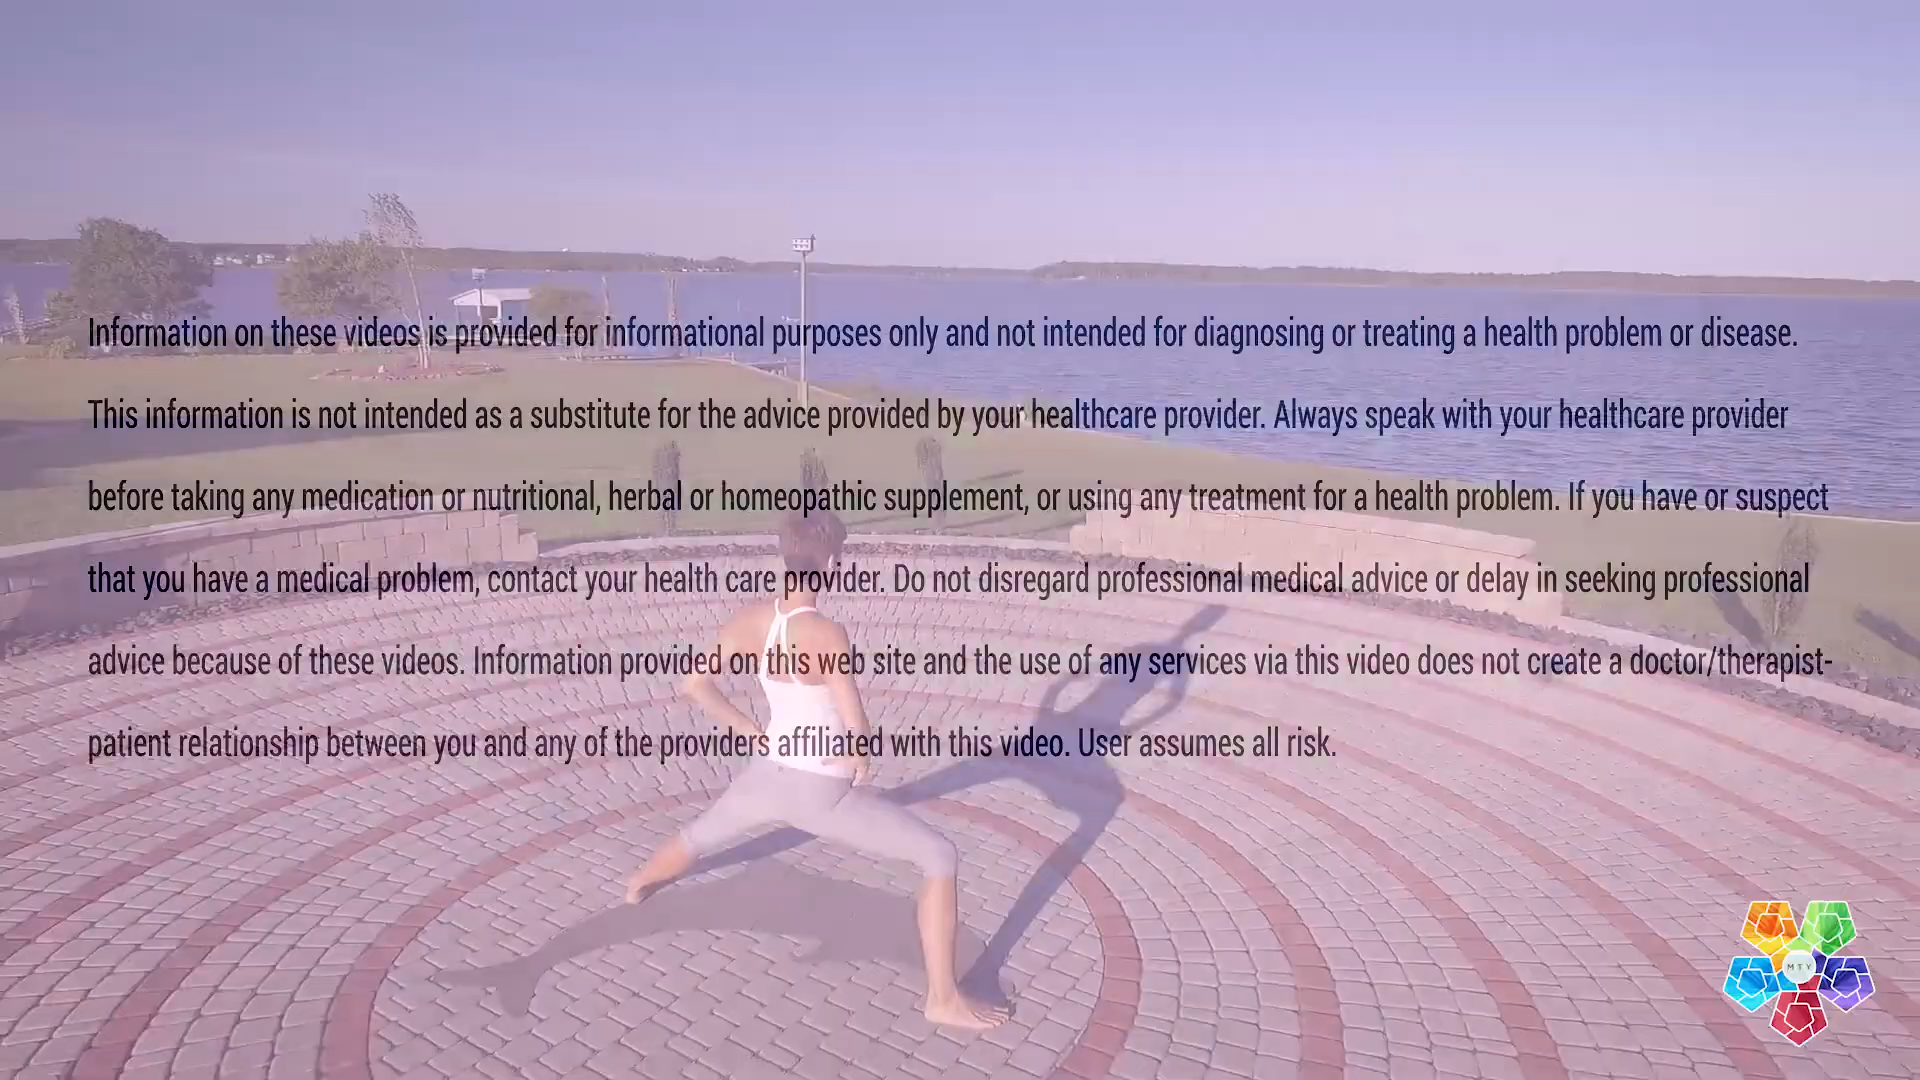 Information on these videos is provided for informational purposes only and not intended for diagnosing or treating a health problem or disease.
This information is not intended as a substitute for the advice provided by your healthcare provider. Always speak with your healthcare provider
before taking any medication or nutritional, herbal or homeopathic supplement, or using any treatment for a health problem. If you have or suspect
that you have a medical problem, contact your health care provider. Do not disregard professional medical advice or delay in seeking professional
advice because of these videos. Information provided on this web site and the use of any services via this video does not create a doctor/therapist-
patient relationship between you and any of the providers affiliated with this video. User assumes all risk.
MTY